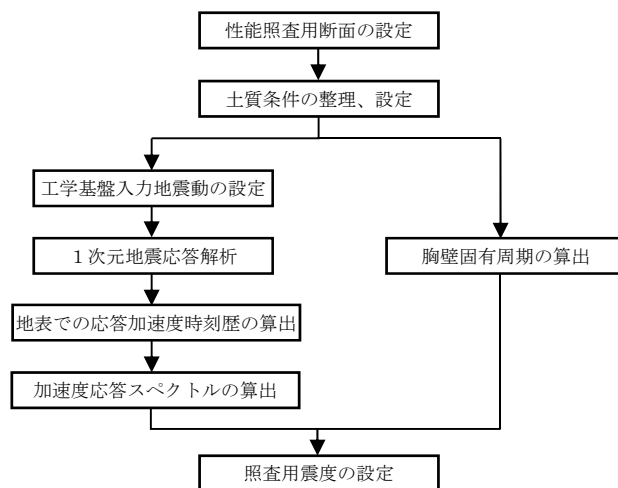 性能照査用断面の設定
土質条件の整理、設定
工学基盤入力地震動の設定
１次元地震応答解析
胸壁固有周期の算出
地表での応答加速度時刻歴の算出
加速度応答スペクトルの算出
照査用震度の設定